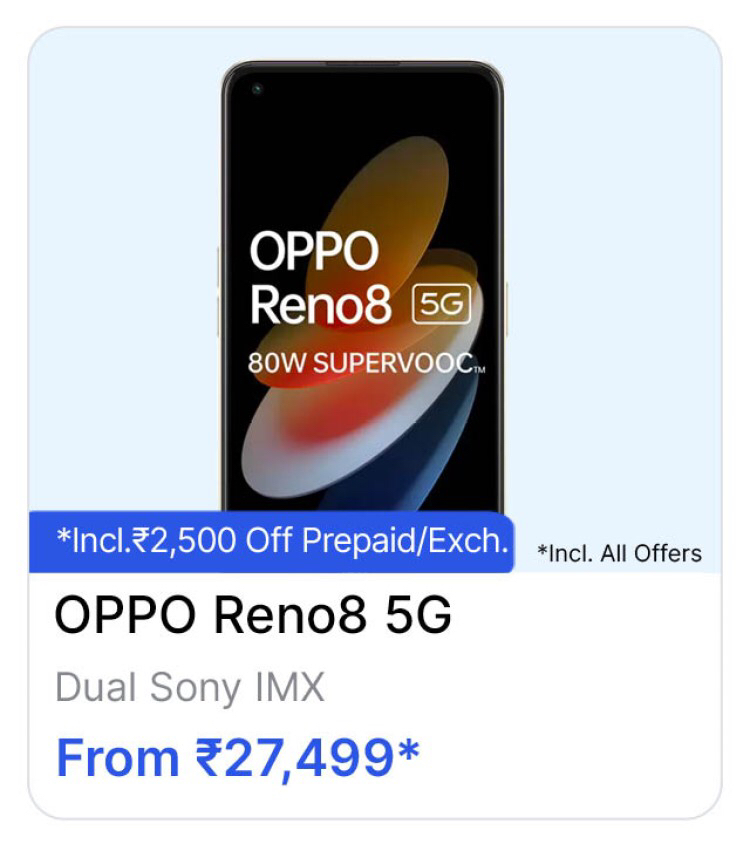 OPPO
Reno8 5G
80W SUPERVOOC™
*Incl.₹2,500 Off Prepaid/Exch.
*Incl. All Offers
OPPO Reno8 5G
Dual Sony IMX
From ₹27,499*